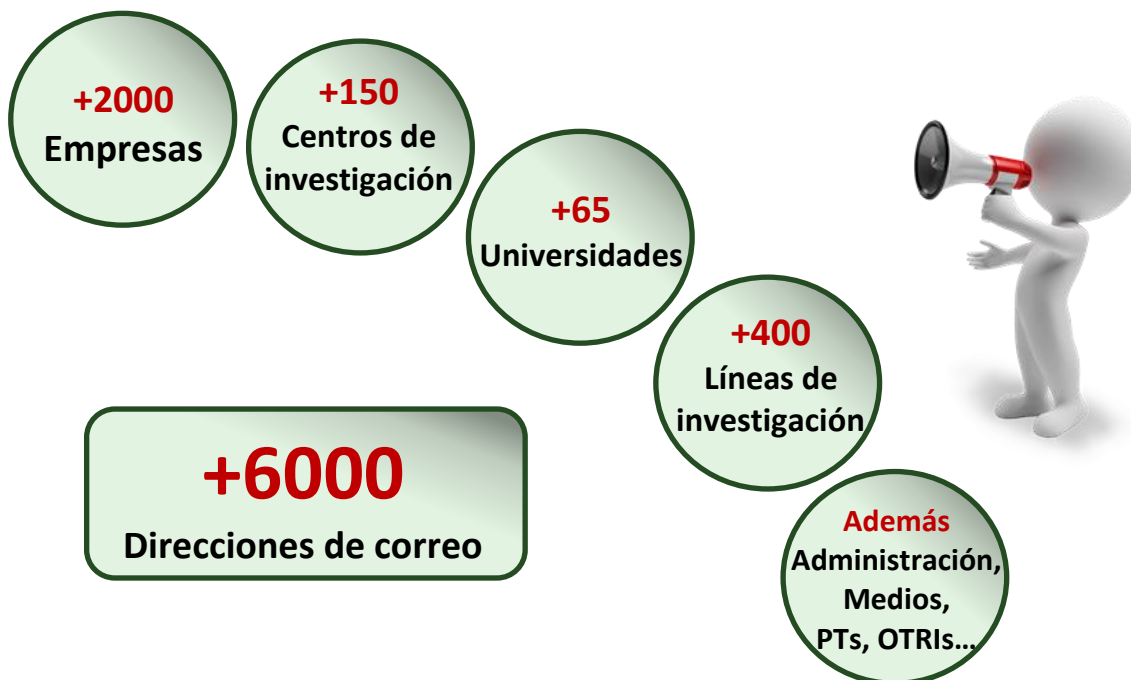 +2000
Empresas
+150
Centros de
investigación
+65
Universidades
+400
Líneas de
investigación
+6000
Direcciones de correo
Además
Administración,
Medios,
PTs, OTRIs...